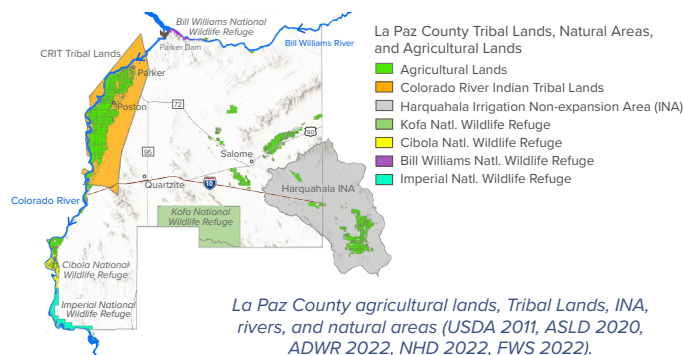 Bill Williams National
Wildlife Refuge
Parker Dam
Bill Williams River
CRIT Tribal Lands
Parker
Poston
72
95
60
Salome
Quartzite
10
Harquahala INA
Colorado River
Kofa National
Wildlife Refuge
Cibola National
Wildlife Refuge
Imperial National
Wildlife Refuge
La Paz County Tribal Lands, Natural Areas,
and Agricultural Lands
Agricultural Lands
Colorado River Indian Tribal Lands
Harquahala Irrigation Non-expansion Area (INA)
Kofa Natl. Wildlife Refuge
Cibola Natl. Wildlife Refuge
Bill Williams Natl. Wildlife Refuge
Imperial Natl. Wildlife Refuge
La Paz County agricultural lands, Tribal Lands, INA,
rivers, and natural areas (USDA 2011, ASLD 2020,
ADWR 2022, NHD 2022, FWS 2022).